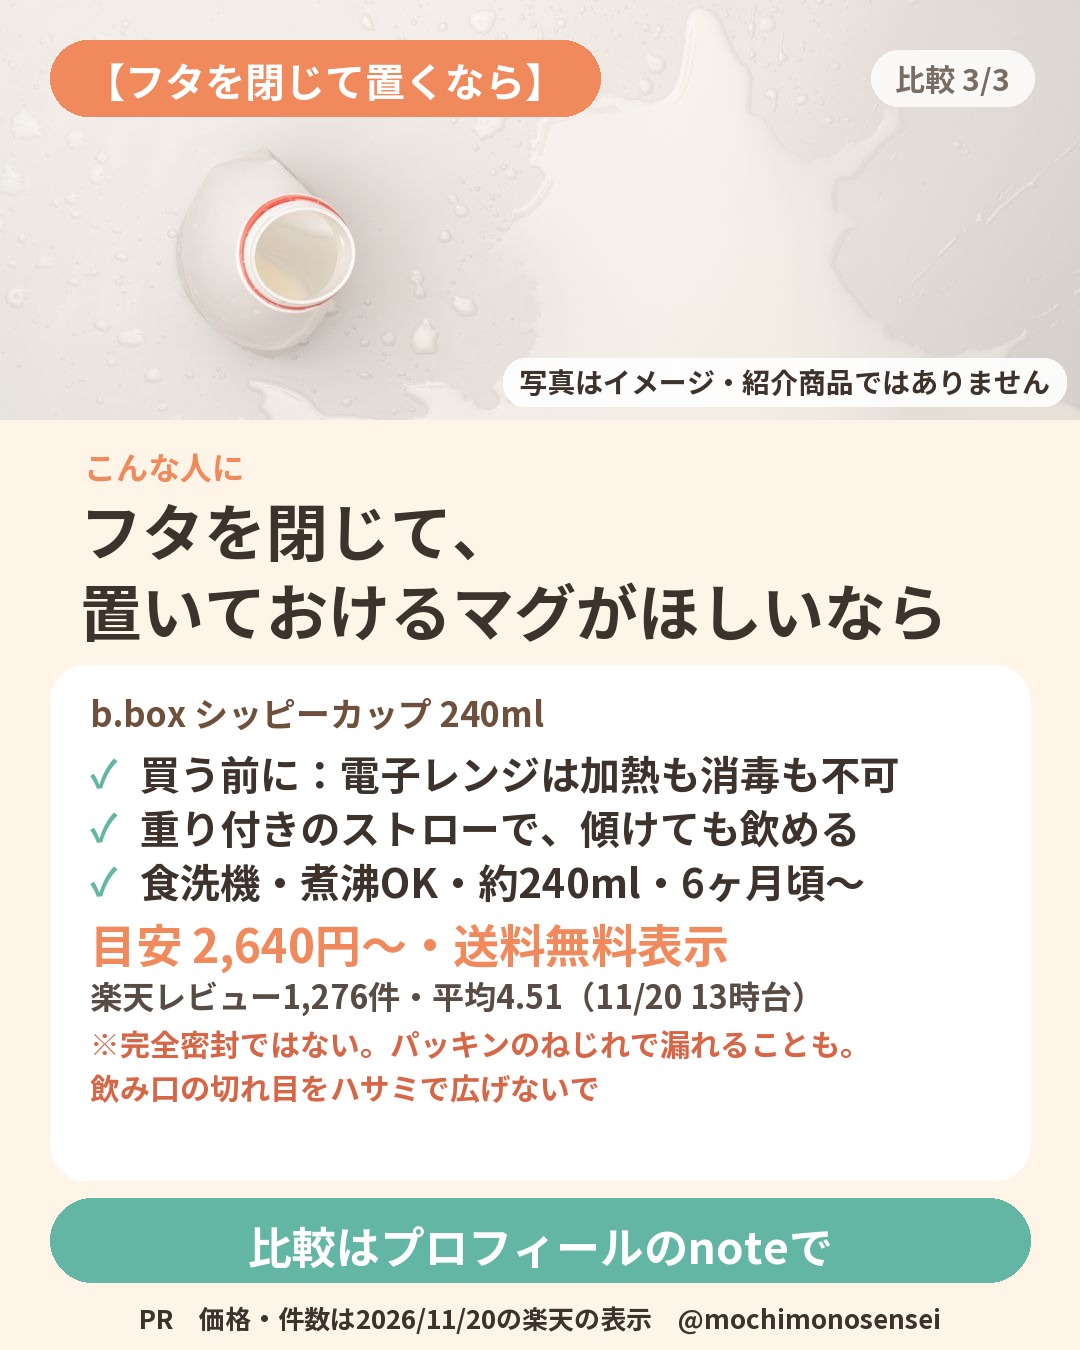 【フタを閉じて置くなら】
比較 3/3
写真はイメージ・紹介商品ではありません
こんな人に
フタを閉じて、
置いておけるマグがほしいなら
b.box シッピーカップ 240ml
✓ 買う前に：電子レンジは加熱も消毒も不可
✓ 重り付きのストローで、傾けても飲める
✓ 食洗機・煮沸OK・約240ml・6ヶ月頃〜
目安 2,640円〜・送料無料表示
楽天レビュー1,276件・平均4.51（11/20 13時台）
※完全密封ではない。パッキンのねじれで漏れることも。
飲み口の切れ目をハサミで広げないで
比較はプロフィールのnoteで
PR　価格・件数は2026/11/20の楽天の表示　@mochimonosensei